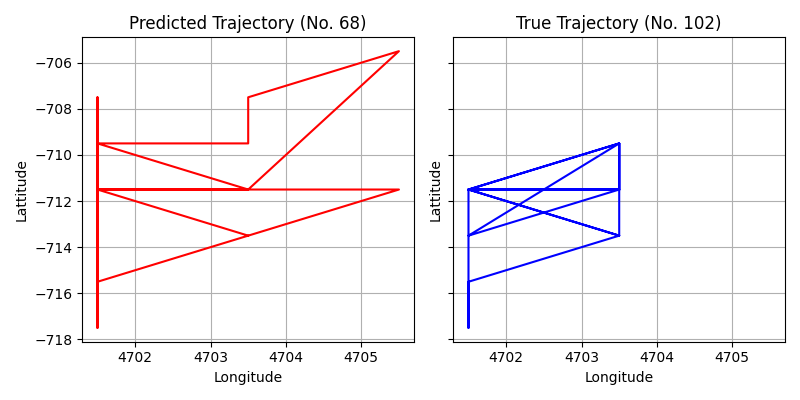 Predicted Trajectory (No. 68)
True Trajectory (No. 102)
Lattitude
−706
−708
−710
−712
−714
−716
−718
4702
4703
4704
4705
Longitude
Lattitude
4702
4703
4704
4705
Longitude